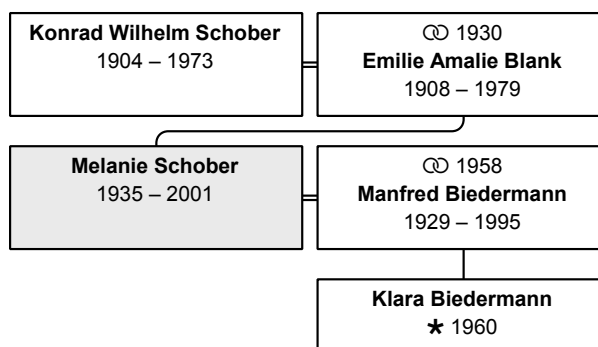 Konrad Wilhelm Schober
1904 – 1973
⚭ 1930
Emilie Amalie Blank
1908 – 1979
Melanie Schober
1935 – 2001
⚭ 1958
Manfred Biedermann
1929 – 1995
Klara Biedermann
★ 1960